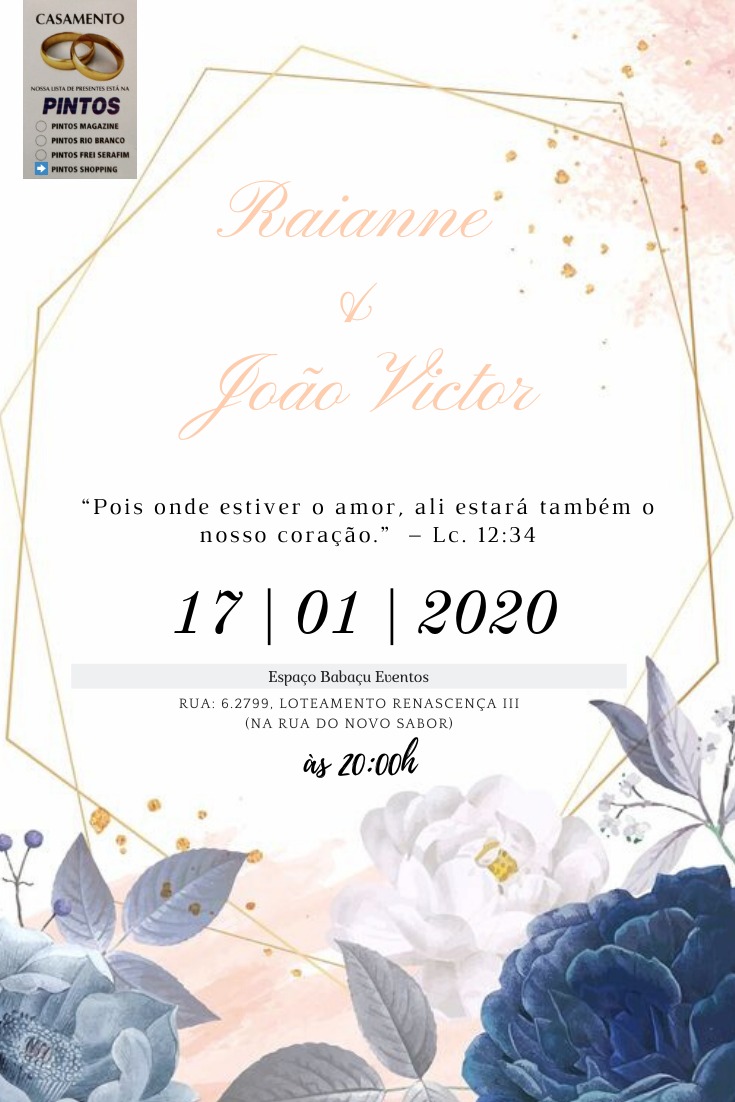 CASAMENTO
NOSSA LISTA DE PRESENTES ESTÁ NA
PINTOS
PINTOS MAGAZINE
PINTOS RIO BRANCO
PINTOS FREI SERAFIM
PINTOS SHOPPING
Raianne
&
João Victor
“Pois onde estiver o amor, ali estará também o
nosso coração.” – Lc. 12:34
17 | 01 | 2020
Espaço Babaçu Eventos
RUA: 6.2799, LOTEAMENTO RENASCENÇA III
(NA RUA DO NOVO SABOR)
às 20:00h